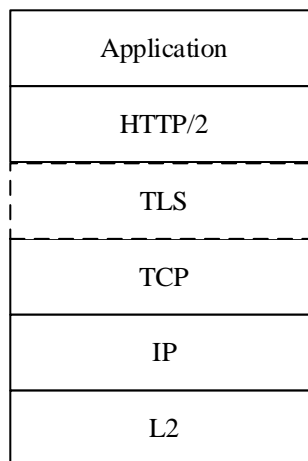 Application
HTTP/2
TLS
TCP
IP
L2